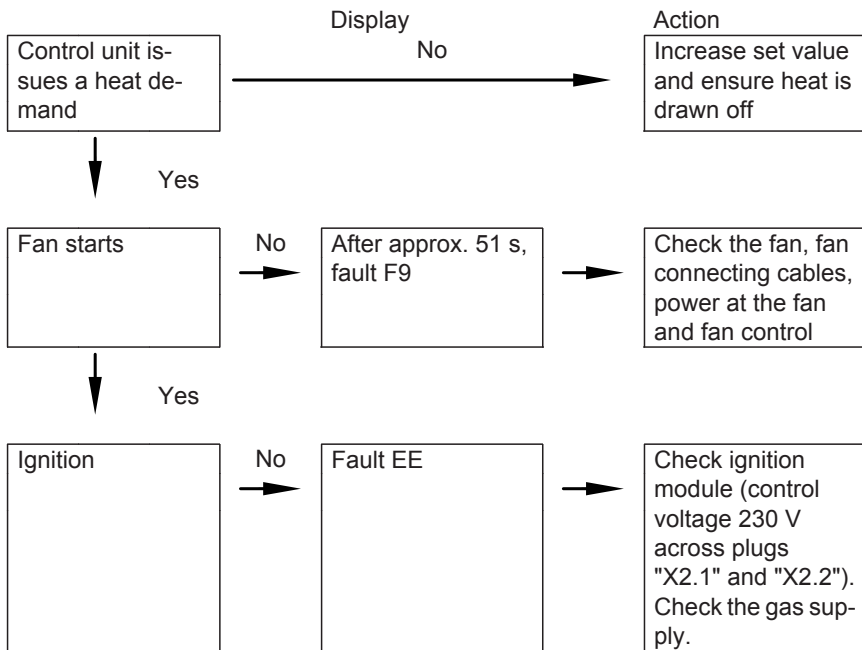 Display
Action
Control unit is-
sues a heat de-
mand
No
Increase set value
and ensure heat is
drawn off
Yes
Fan starts
No
After approx. 51 s,
fault F9
Check the fan, fan
connecting cables,
power at the fan
and fan control
Yes
Ignition
No
Fault EE
Check ignition
module (control
voltage 230 V
across plugs
"X2.1" and "X2.2").
Check the gas sup-
ply.